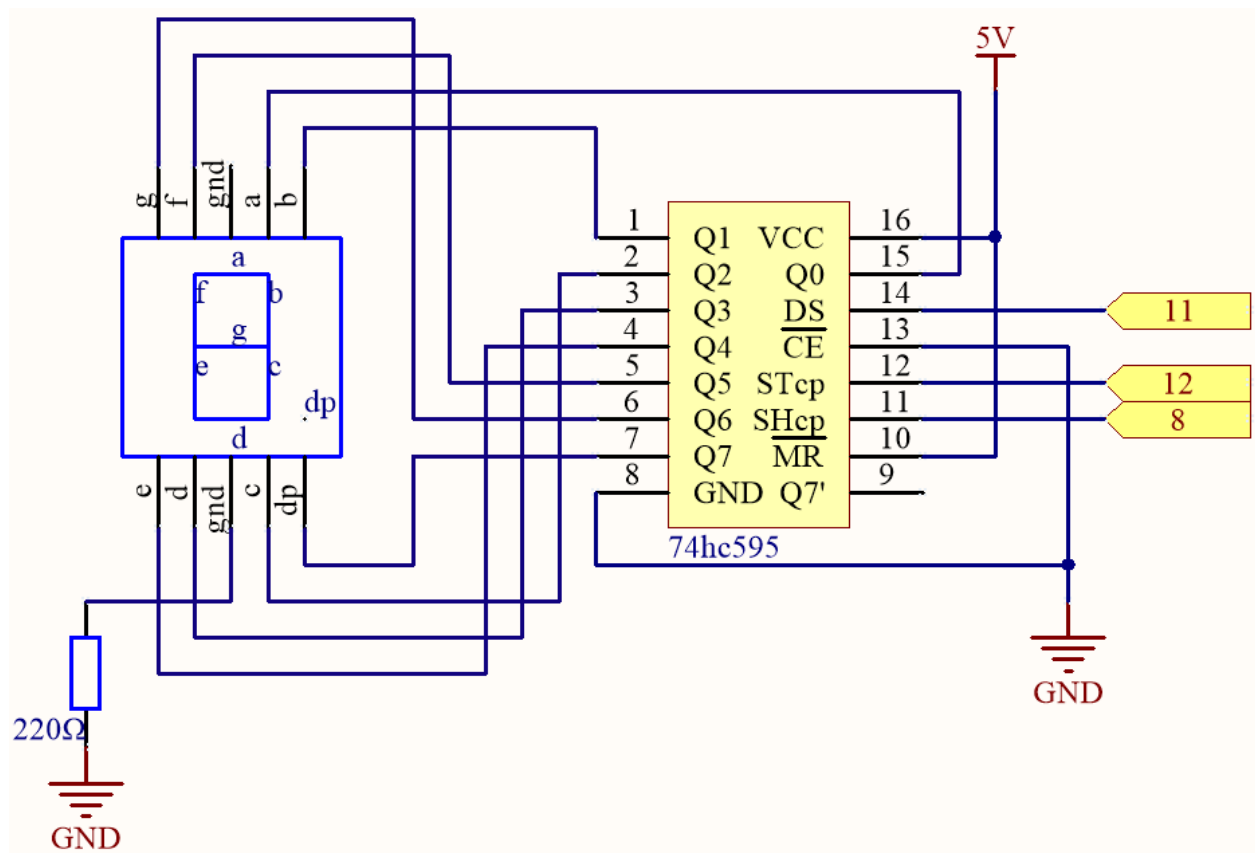 5V
g f gnd a b
a
f b
g
e c
dp
d
e d gnd c dp
1 Q1 VCC 16
2 Q2 Q0 15
3 Q3 DS 14
4 Q4 CE 13
5 Q5 STcp 12
6 Q6 SHcp 11
7 Q7 MR 10
8 GND Q7' 9
74hc595
11
12
8
220Ω
GND
GND